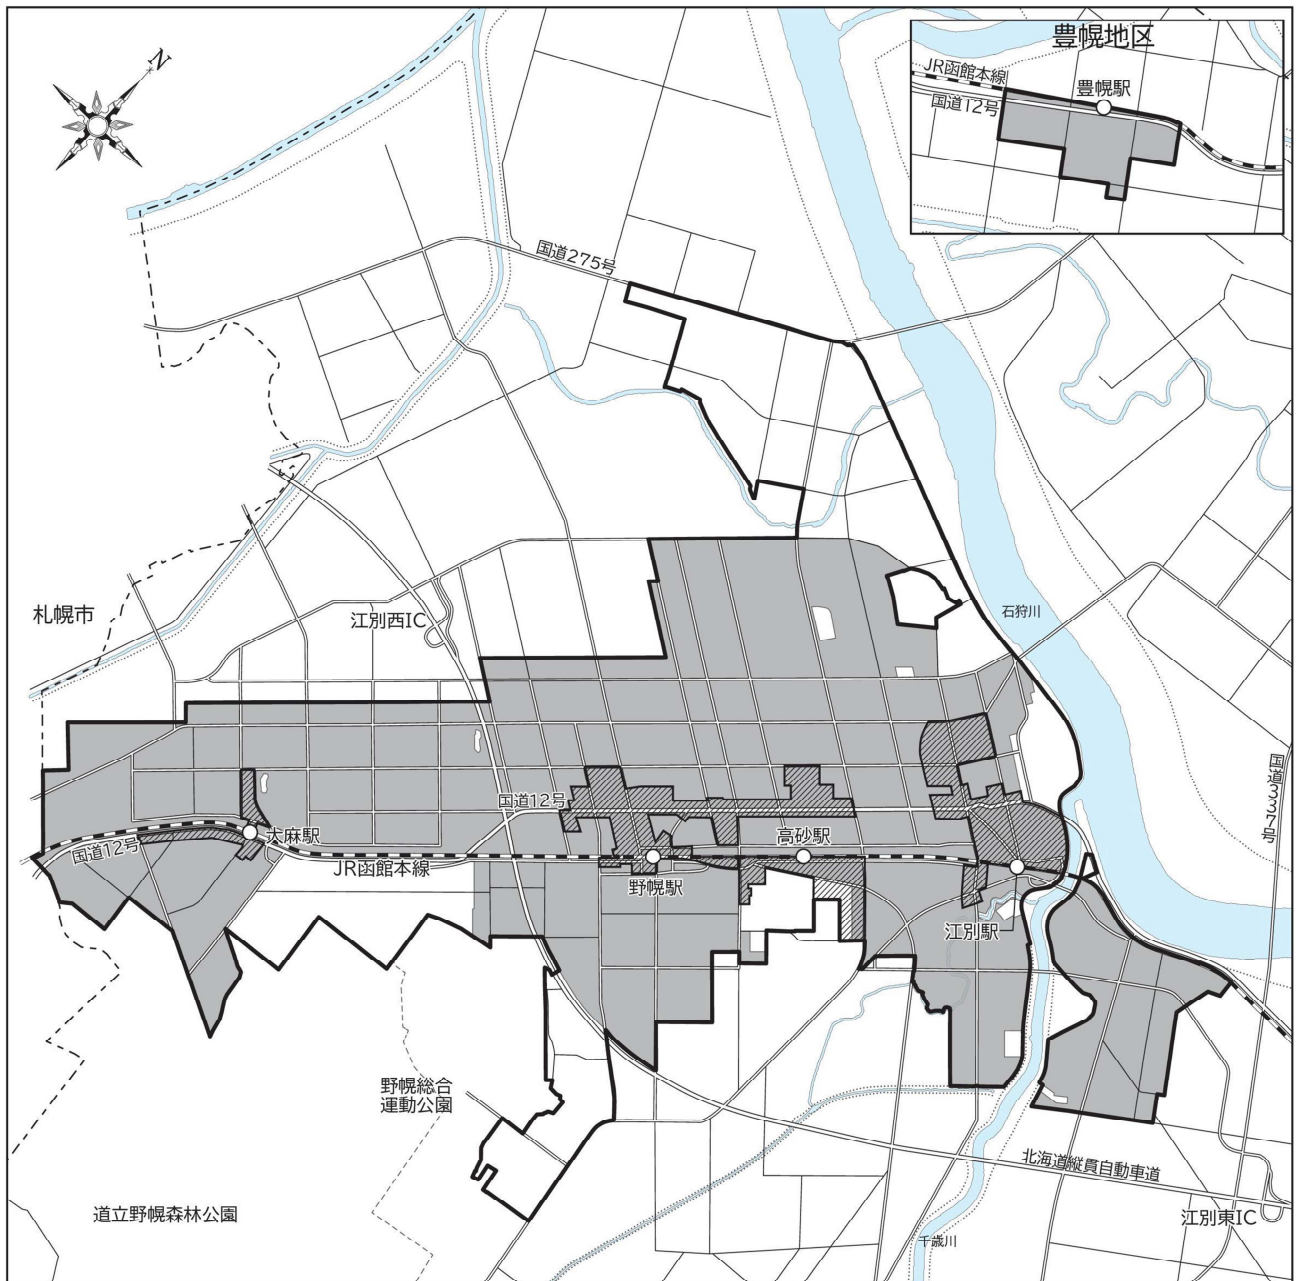 豊幌地区
JR函館本線
豊幌駅
国道12号
N
国道275号
札幌市
江別西IC
石狩川
国道337号
国道12号
大麻駅
高砂駅
国道12号
JR函館本線
野幌駅
江別駅
野幌総合
運動公園
北海道縦貫自動車道
道立野幌森林公園
江別東IC
千歳川